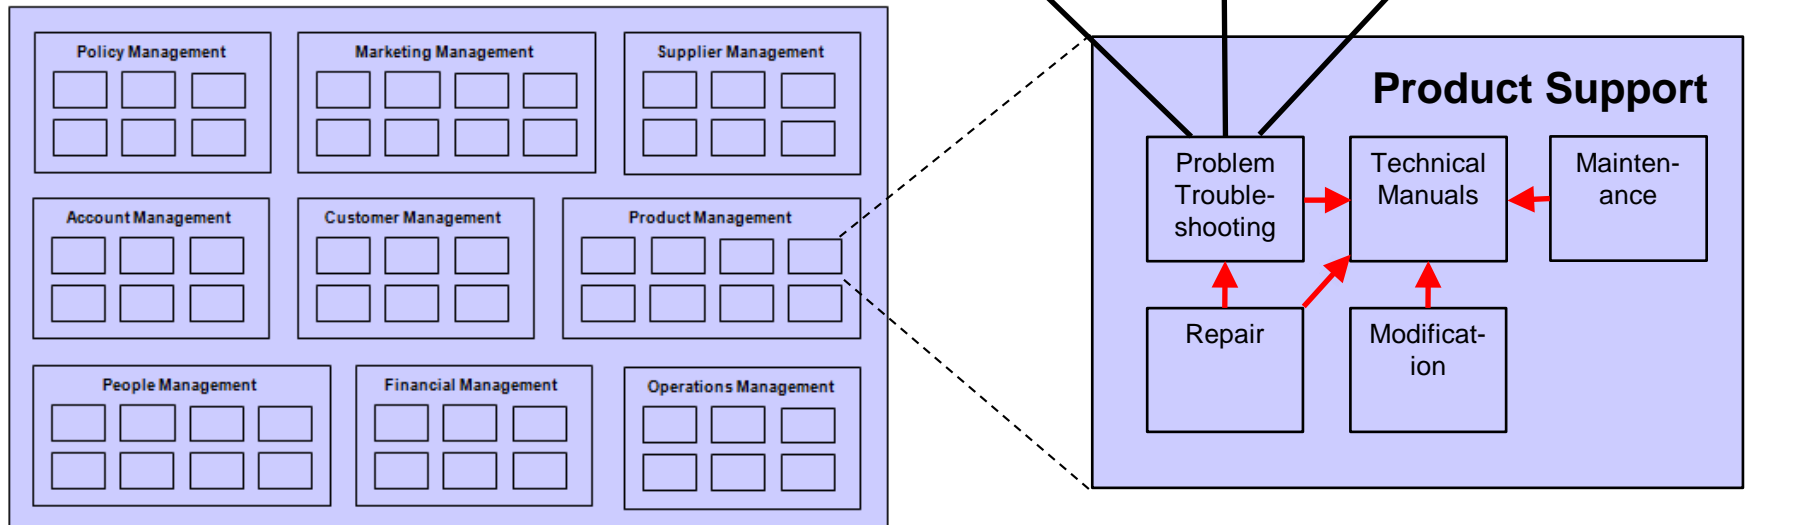 Policy Management
Marketing Management
Supplier Management
Account Management
Customer Management
Product Management
People Management
Financial Management
Operations Management
Product Support
Problem
Trouble-
shooting
Technical
Manuals
Mainten-
ance
Repair
Modificat-
ion